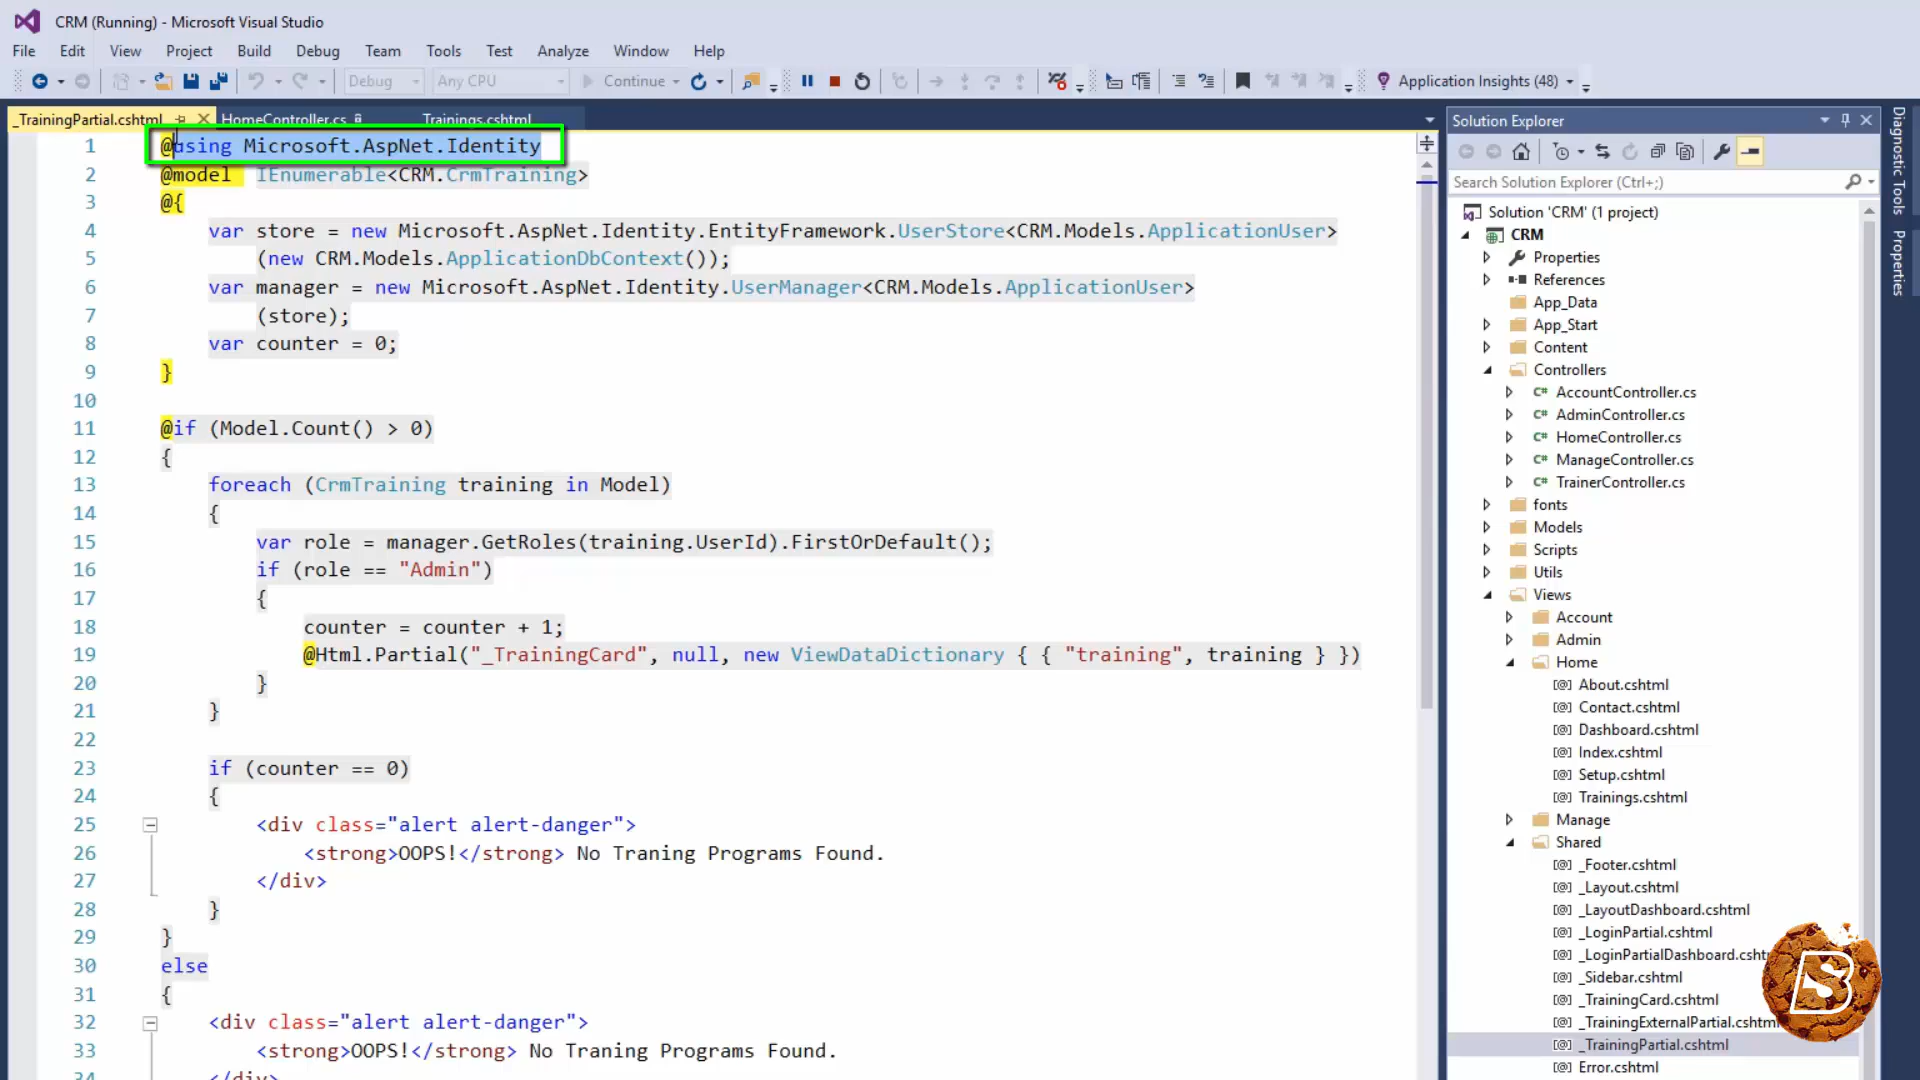 CRM (Running) - Microsoft Visual Studio
File Edit View Project Build Debug Team Tools Test Analyze Window Help
Debug Any CPU Continue Application Insights (48)
_TrainingPartial.cshtml HomeController.cs Trainings.cshtml
1 @using Microsoft.AspNet.Identity
2 @model IEnumerable<CRM.CrmTraining>
3 @{
4 var store = new Microsoft.AspNet.Identity.EntityFramework.UserStore<CRM.Models.ApplicationUser>
5 (new CRM.Models.ApplicationDbContext());
6 var manager = new Microsoft.AspNet.Identity.UserManager<CRM.Models.ApplicationUser>
7 (store);
8 var counter = 0;
9 }
10
11 @if (Model.Count() > 0)
12 {
13 foreach (CrmTraining training in Model)
14 {
15 var role = manager.GetRoles(training.UserId).FirstOrDefault();
16 if (role == "Admin")
17 {
18 counter = counter + 1;
19 @Html.Partial("_TrainingCard", null, new ViewDataDictionary { { "training", training } })
20 }
21 }
22
23 if (counter == 0)
24 {
25 <div class="alert alert-danger">
26 <strong>OOPS!</strong> No Traning Programs Found.
27 </div>
28 }
29 }
30 else
31 {
32 <div class="alert alert-danger">
33 <strong>OOPS!</strong> No Traning Programs Found.
34 </div>
Solution Explorer
Search Solution Explorer (Ctrl+;)
Solution 'CRM' (1 project)
CRM
Properties
References
App_Data
App_Start
Content
Controllers
C# AccountController.cs
C# AdminController.cs
C# HomeController.cs
C# ManageController.cs
C# TrainerController.cs
fonts
Models
Scripts
Utils
Views
Account
Admin
Home
[@] About.cshtml
[@] Contact.cshtml
[@] Dashboard.cshtml
[@] Index.cshtml
[@] Setup.cshtml
[@] Trainings.cshtml
Manage
Shared
[@] _Footer.cshtml
[@] _Layout.cshtml
[@] _LayoutDashboard.cshtml
[@] _LoginPartial.cshtml
[@] _LoginPartialDashboard.cshtml
[@] _Sidebar.cshtml
[@] _TrainingCard.cshtml
[@] _TrainingExternalPartial.cshtml
[@] _TrainingPartial.cshtml
[@] Error.cshtml
Diagnostic Tools
Properties